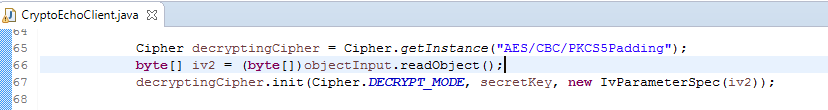 CryptoEchoClient.java
64
65 Cipher decryptingCipher = Cipher.getInstance("AES/CBC/PKCS5Padding");
66 byte[] iv2 = (byte[])objectInput.readObject();
67 decryptingCipher.init(Cipher.DECRYPT_MODE, secretKey, new IvParameterSpec(iv2));
68